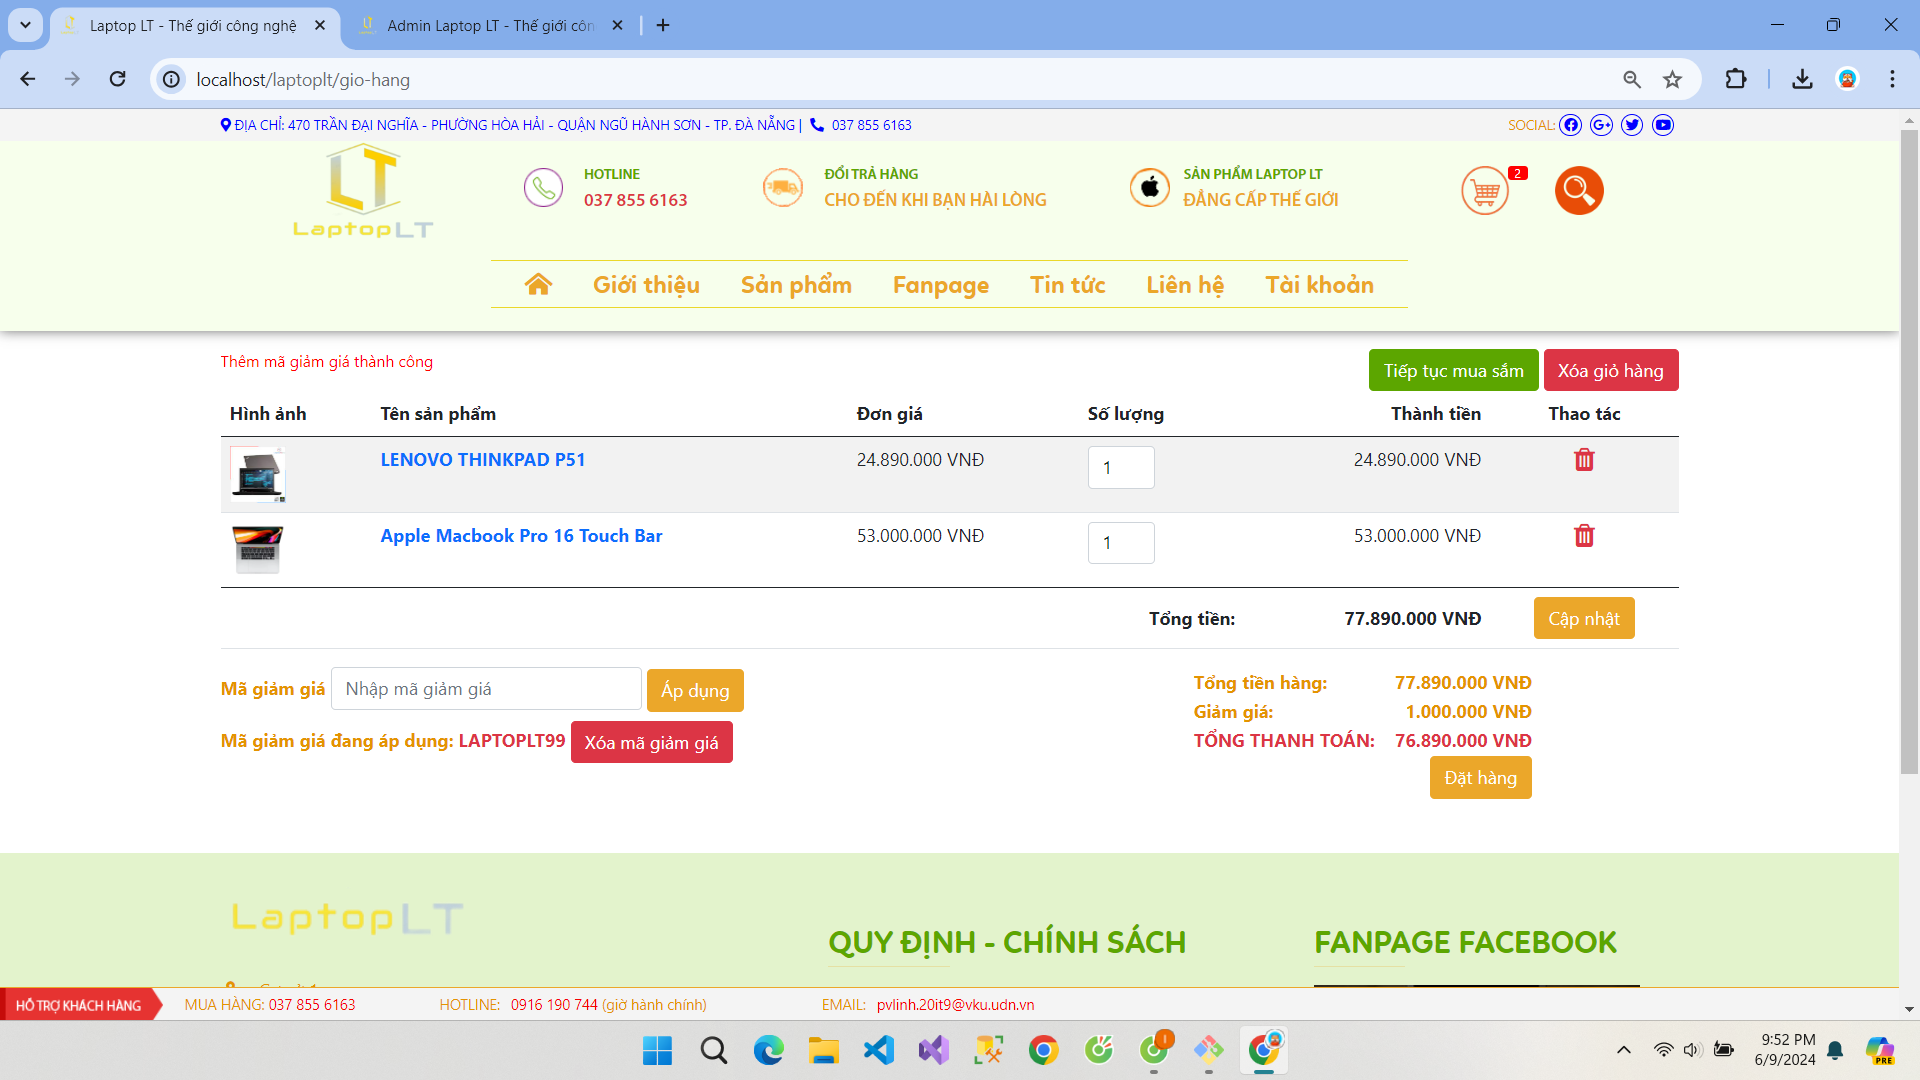 Laptop LT - Thế giới công nghệ
Admin Laptop LT - Thế giới côn
localhost/laptoplt/gio-hang
ĐỊA CHỈ: 470 TRẦN ĐẠI NGHĨA - PHƯỜNG HÒA HẢI - QUẬN NGŨ HÀNH SƠN - TP. ĐÀ NẴNG | 037 855 6163
SOCIAL:
LT
LaptopLT
HOTLINE
037 855 6163
ĐỔI TRẢ HÀNG
CHO ĐẾN KHI BẠN HÀI LÒNG
SẢN PHẨM LAPTOP LT
ĐẲNG CẤP THẾ GIỚI
2
Giới thiệu Sản phẩm Fanpage Tin tức Liên hệ Tài khoản
Thêm mã giảm giá thành công
Tiếp tục mua sắm Xóa giỏ hàng
Hình ảnh Tên sản phẩm Đơn giá Số lượng Thành tiền Thao tác
LENOVO THINKPAD P51 24.890.000 VNĐ 1 24.890.000 VNĐ
Apple Macbook Pro 16 Touch Bar 53.000.000 VNĐ 1 53.000.000 VNĐ
Tổng tiền: 77.890.000 VNĐ Cập nhật
Mã giảm giá Nhập mã giảm giá Áp dụng
Mã giảm giá đang áp dụng: LAPTOPLT99 Xóa mã giảm giá
Tổng tiền hàng: 77.890.000 VNĐ
Giảm giá: 1.000.000 VNĐ
TỔNG THANH TOÁN: 76.890.000 VNĐ
Đặt hàng
LaptopLT
QUY ĐỊNH - CHÍNH SÁCH
FANPAGE FACEBOOK
HỖ TRỢ KHÁCH HÀNG
MUA HÀNG: 037 855 6163
HOTLINE: 0916 190 744 (giờ hành chính)
EMAIL: pvlinh.20it9@vku.udn.vn
9:52 PM
6/9/2024
PRE